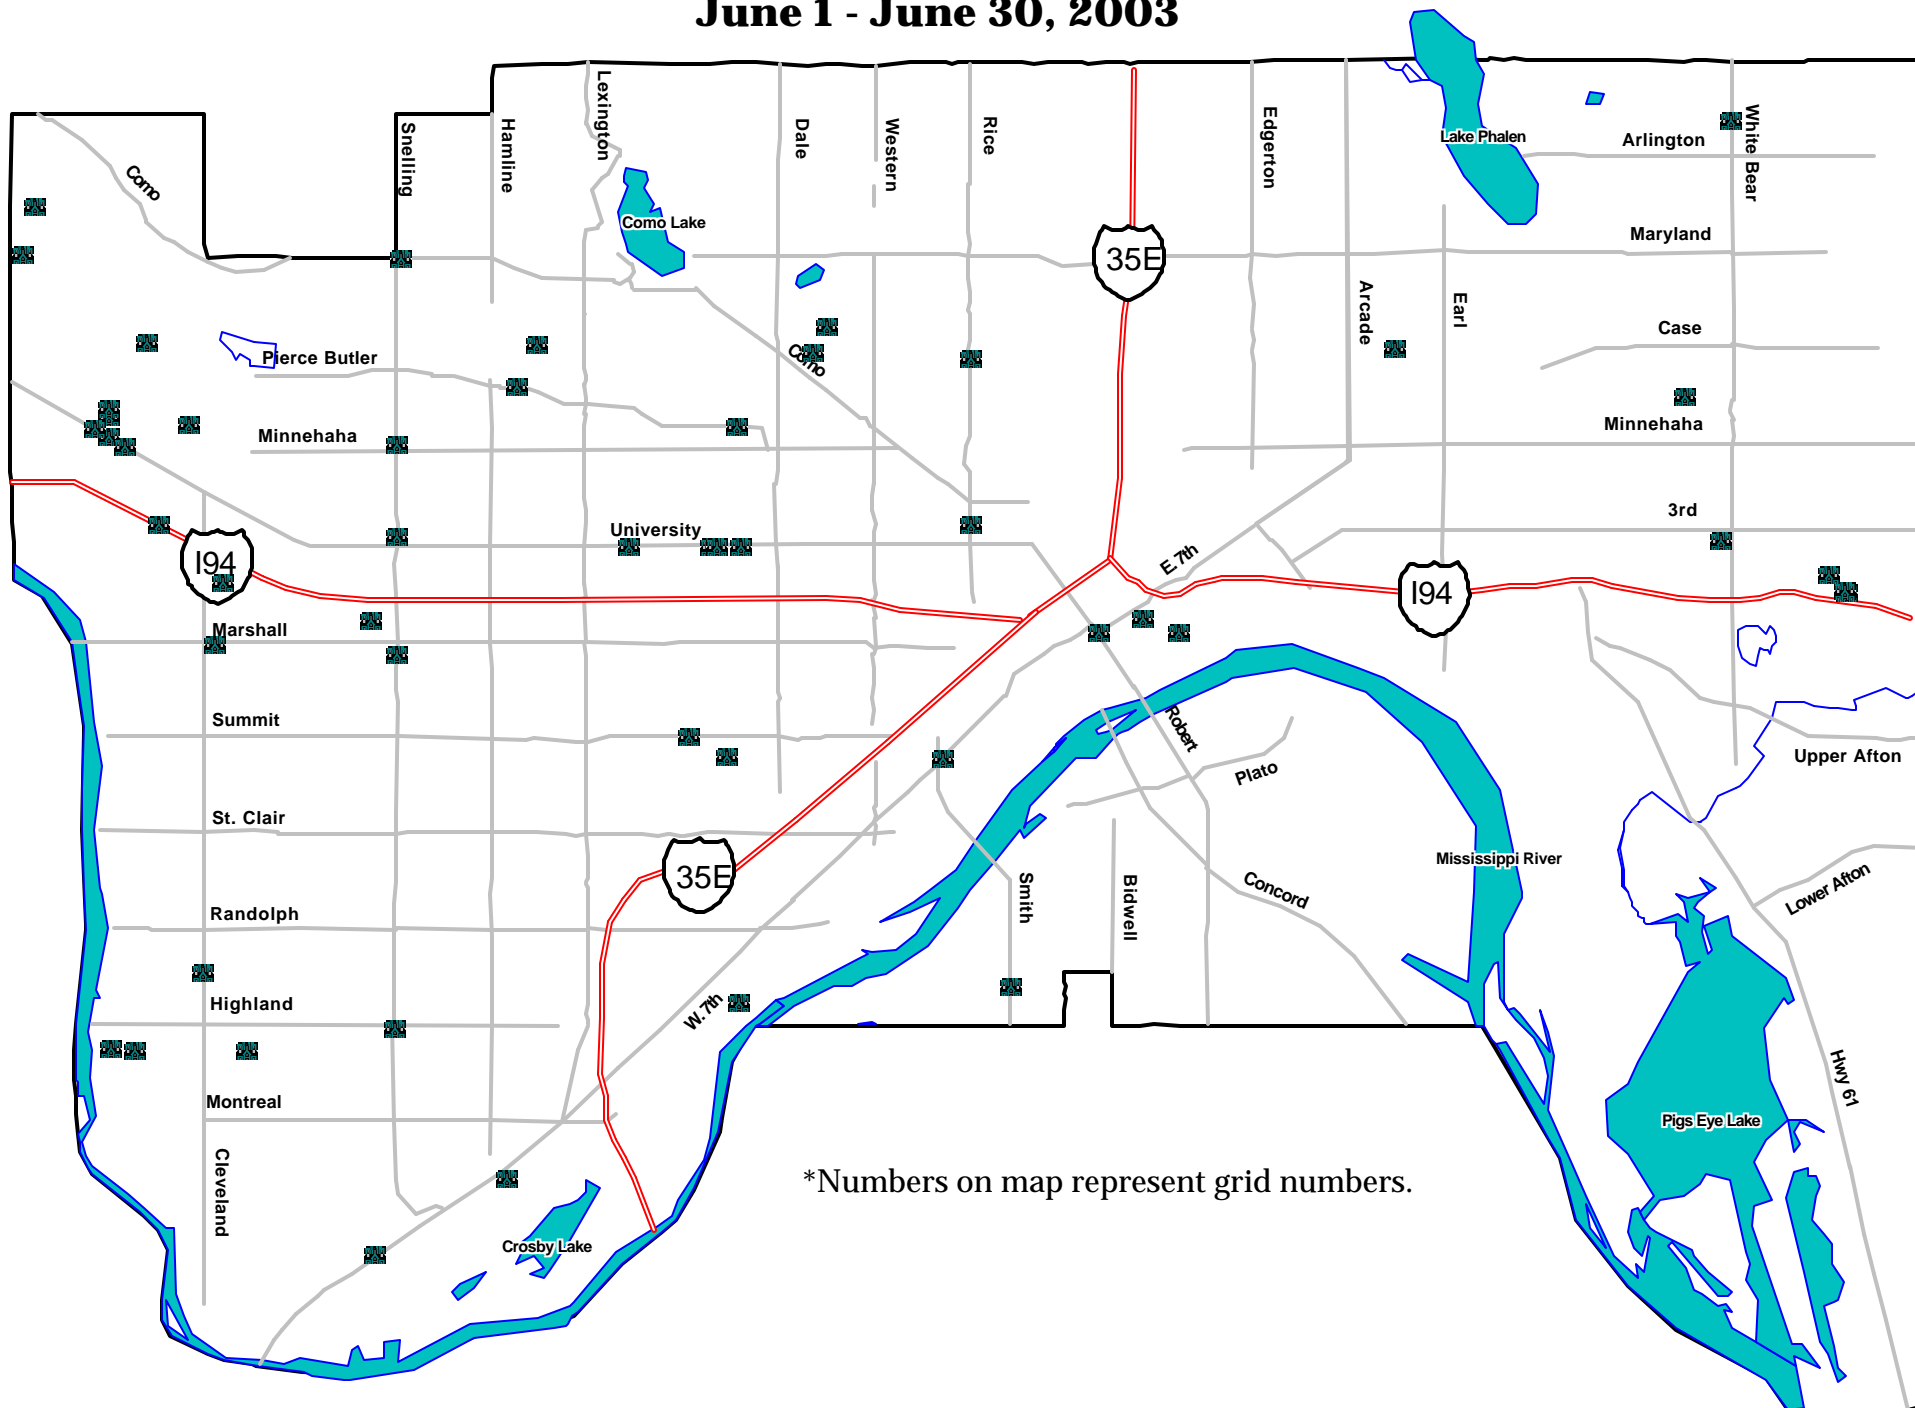 June 1 - June 30, 2003
Como
Snelling
Hamline
Lexington
Como Lake
Dale
Western
Rice
35E
Edgerton
Arcade
Earl
Lake Phalen
Arlington
White Bear
Maryland
Case
Pierce Butler
Como
Minnehaha
Minnehaha
University
3rd
E. 7th
I94
I94
Marshall
Summit
Robert
Plato
Upper Afton
St. Clair
35E
Mississippi River
Smith
Bidwell
Concord
Lower Afton
Randolph
Highland
W. 7th
Montreal
Hwy 61
Pigs Eye Lake
Cleveland
*Numbers on map represent grid numbers.
Crosby Lake